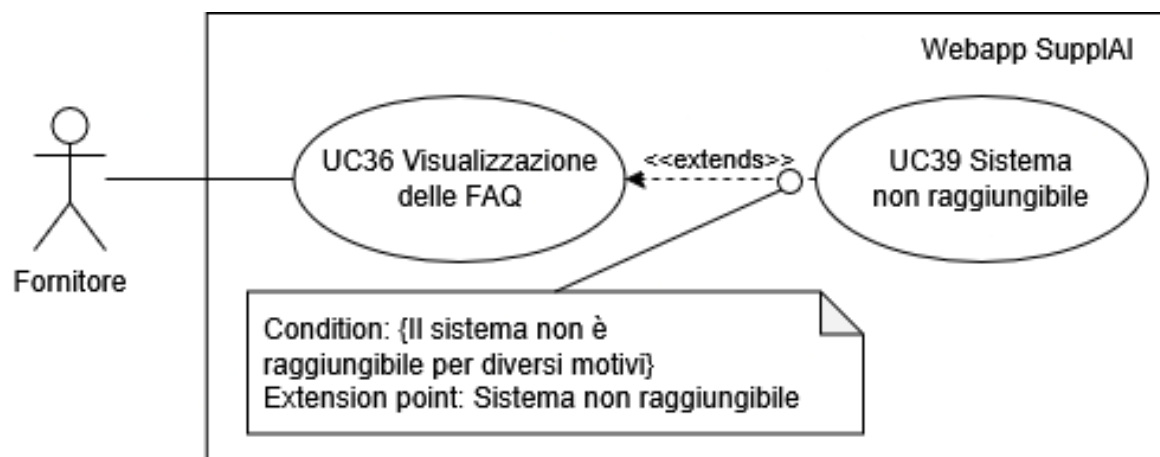 Webapp SupplAI
UC36 Visualizzazione
delle FAQ
<<extends>>
UC39 Sistema
non raggiungibile
Fornitore
Condition: {Il sistema non è
raggiungibile per diversi motivi}
Extension point: Sistema non raggiungibile